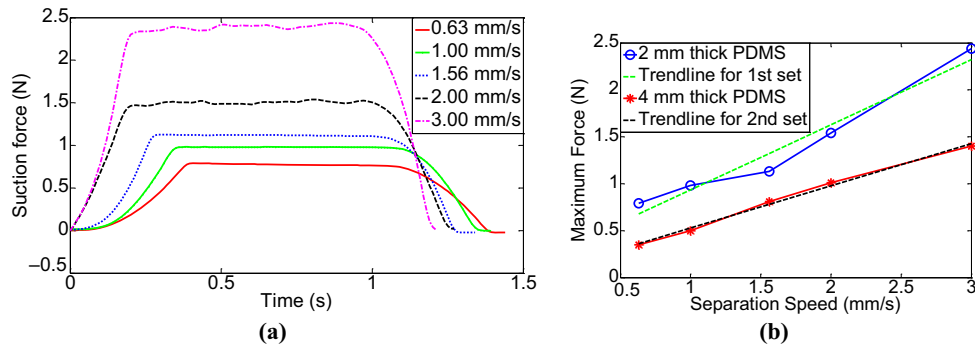 2.5
2
1.5
1
0.5
0
–0.5
Suction force (N)
0
0.5
1
1.5
Time (s)
0.63 mm/s
1.00 mm/s
1.56 mm/s
2.00 mm/s
3.00 mm/s
(a)
2.5
2
1.5
1
0.5
0
Maximum Force (N)
0.5
1
1.5
2
2.5
3
Separation Speed (mm/s)
2 mm thick PDMS
Trendline for 1st set
4 mm thick PDMS
Trendline for 2nd set
(b)